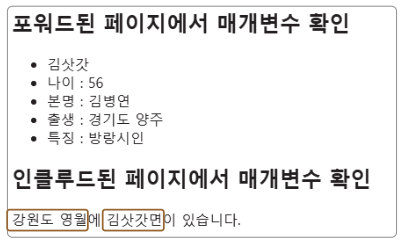 포워드된 페이지에서 매개변수 확인
• 김삿갓
• 나이 : 56
• 본명 : 김병연
• 출생 : 경기도 양주
• 특징 : 방랑시인
인클루드된 페이지에서 매개변수 확인
강원도 영월에 김삿갓면이 있습니다.